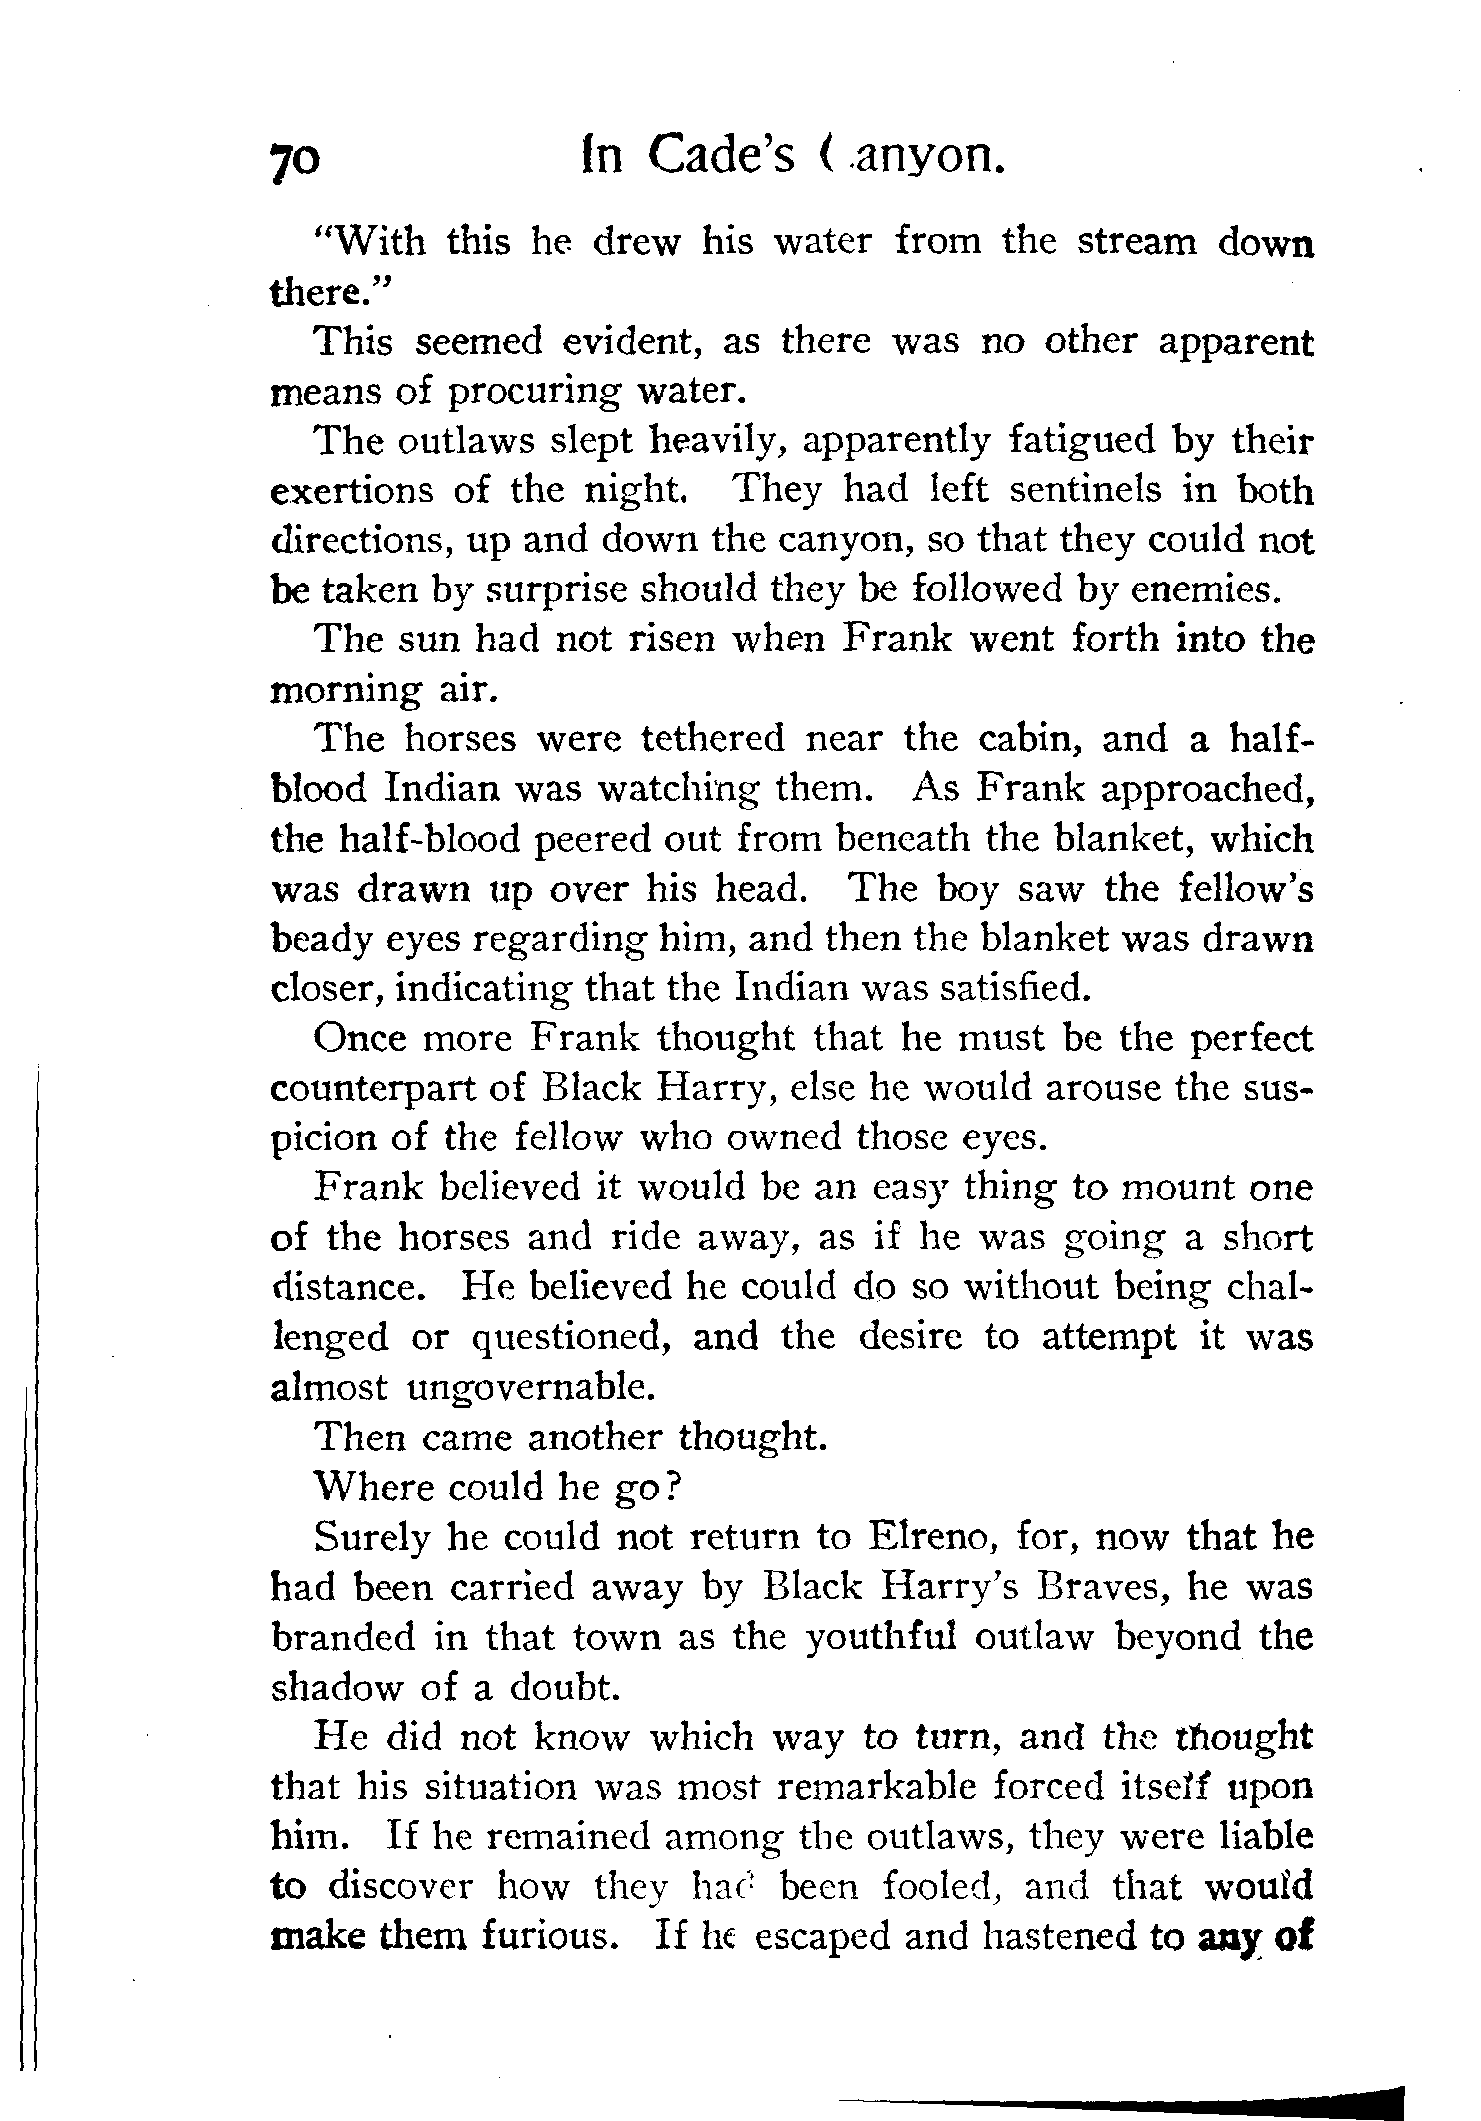 70 In Cade's Canyon.
"With this he drew his water from the stream down
there."
This seemed evident, as there was no other apparent
means of procuring water.
The outlaws slept heavily, apparently fatigued by their
exertions of the night. They had left sentinels in both
directions, up and down the canyon, so that they could not
be taken by surprise should they be followed by enemies.
The sun had not risen when Frank went forth into the
morning air.
The horses were tethered near the cabin, and a half-
blood Indian was watching them. As Frank approached,
the half-blood peered out from beneath the blanket, which
was drawn up over his head. The boy saw the fellow's
beady eyes regarding him, and then the blanket was drawn
closer, indicating that the Indian was satisfied.
Once more Frank thought that he must be the perfect
counterpart of Black Harry, else he would arouse the sus-
picion of the fellow who owned those eyes.
Frank believed it would be an easy thing to mount one
of the horses and ride away, as if he was going a short
distance. He believed he could do so without being chal-
lenged or questioned, and the desire to attempt it was
almost ungovernable.
Then came another thought.
Where could he go?
Surely he could not return to Elreno, for, now that he
had been carried away by Black Harry's Braves, he was
branded in that town as the youthful outlaw beyond the
shadow of a doubt.
He did not know which way to turn, and the thought
that his situation was most remarkable forced itself upon
him. If he remained among the outlaws, they were liable
to discover how they had been fooled, and that would
make them furious. If he escaped and hastened to any of